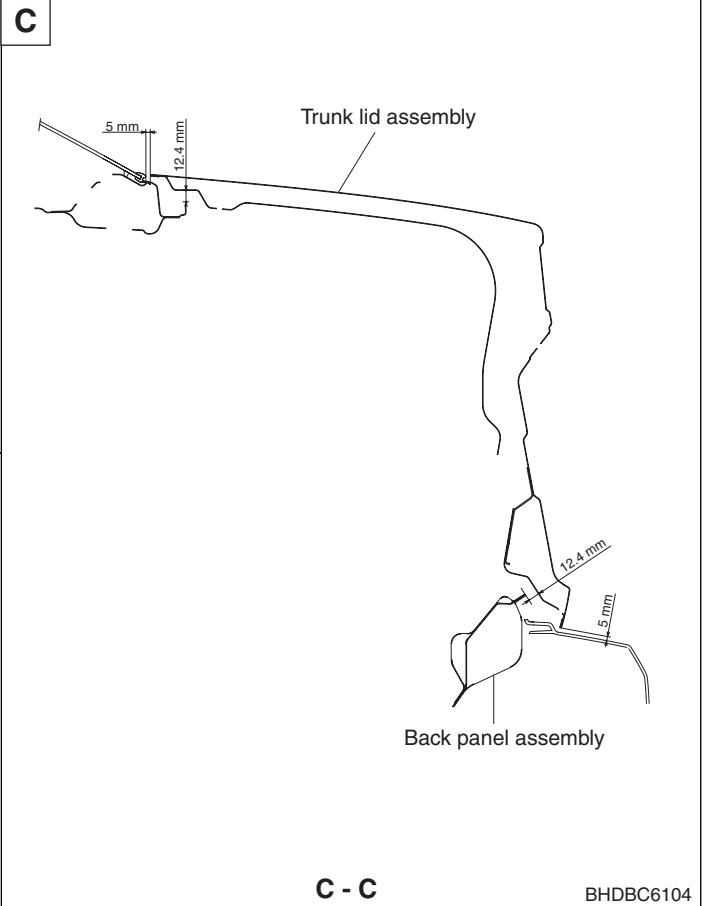 C
Trunk lid assembly
5 mm
12.4 mm
12.4 mm
5 mm
Back panel assembly
C - C
BHDBC6104